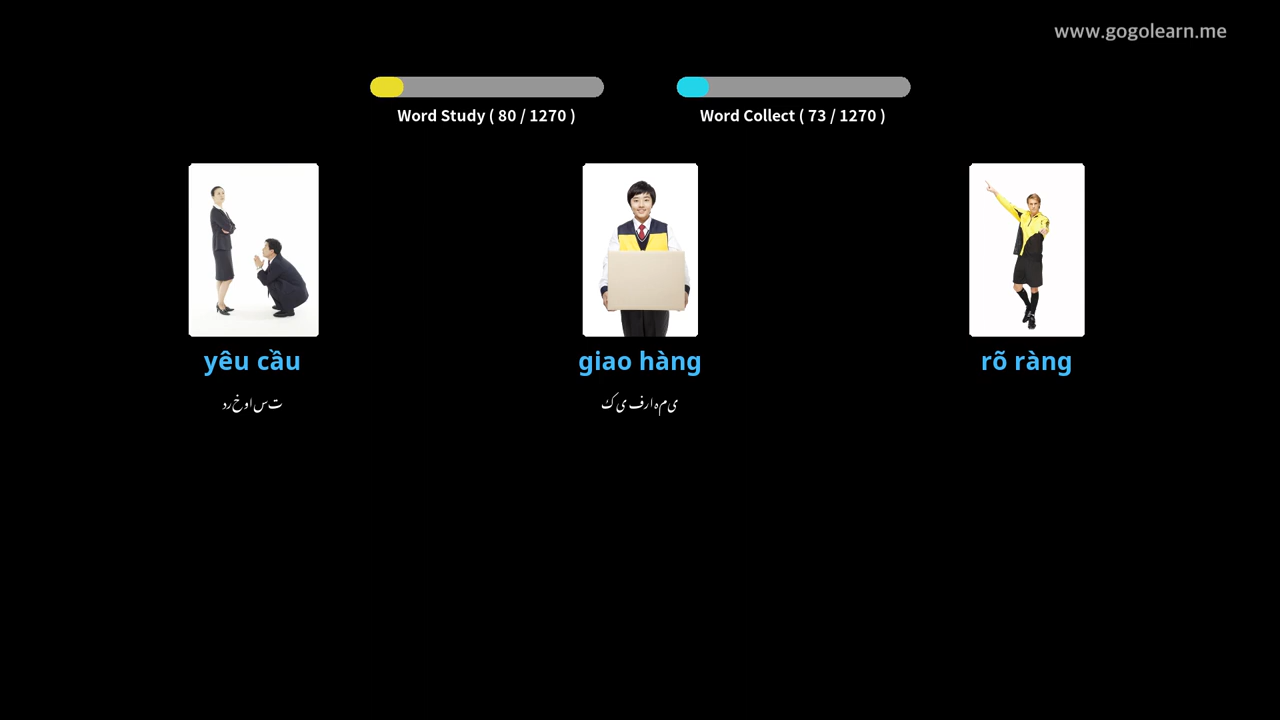 www.gogolearn.me
Word Study ( 80 / 1270 )
Word Collect ( 73 / 1270 )
yêu cầu
giao hàng
rõ ràng
درخواست
کی فراہمی